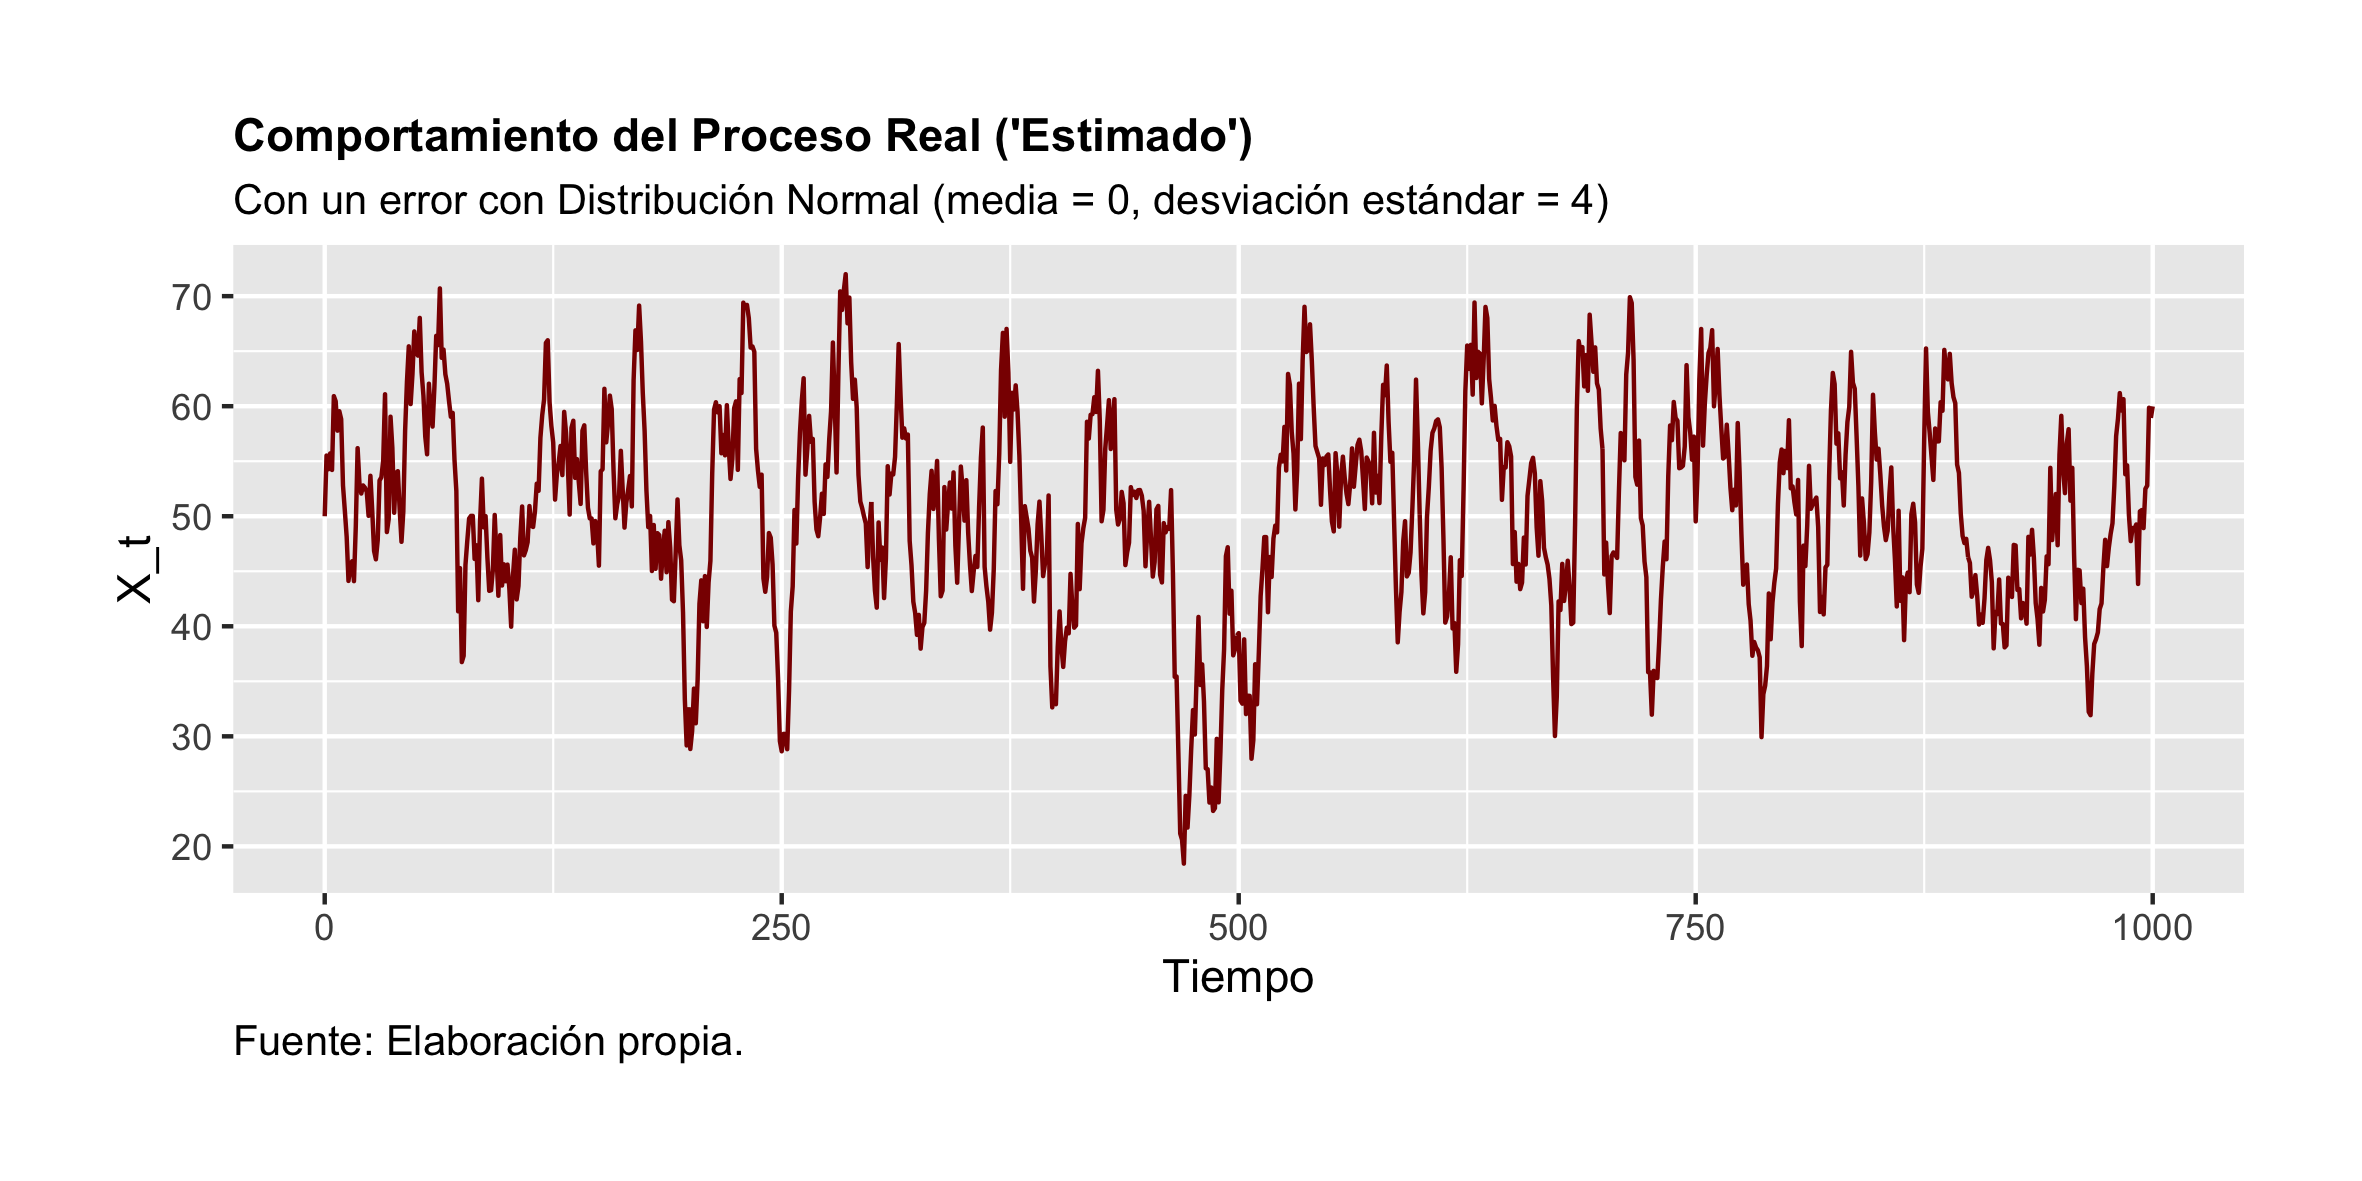 Comportamiento del Proceso Real ('Estimado')
Con un error con Distribución Normal (media = 0, desviación estándar = 4)
X_t
70
60
50
40
30
20
0 250 500 750 1000
Tiempo
Fuente: Elaboración propia.